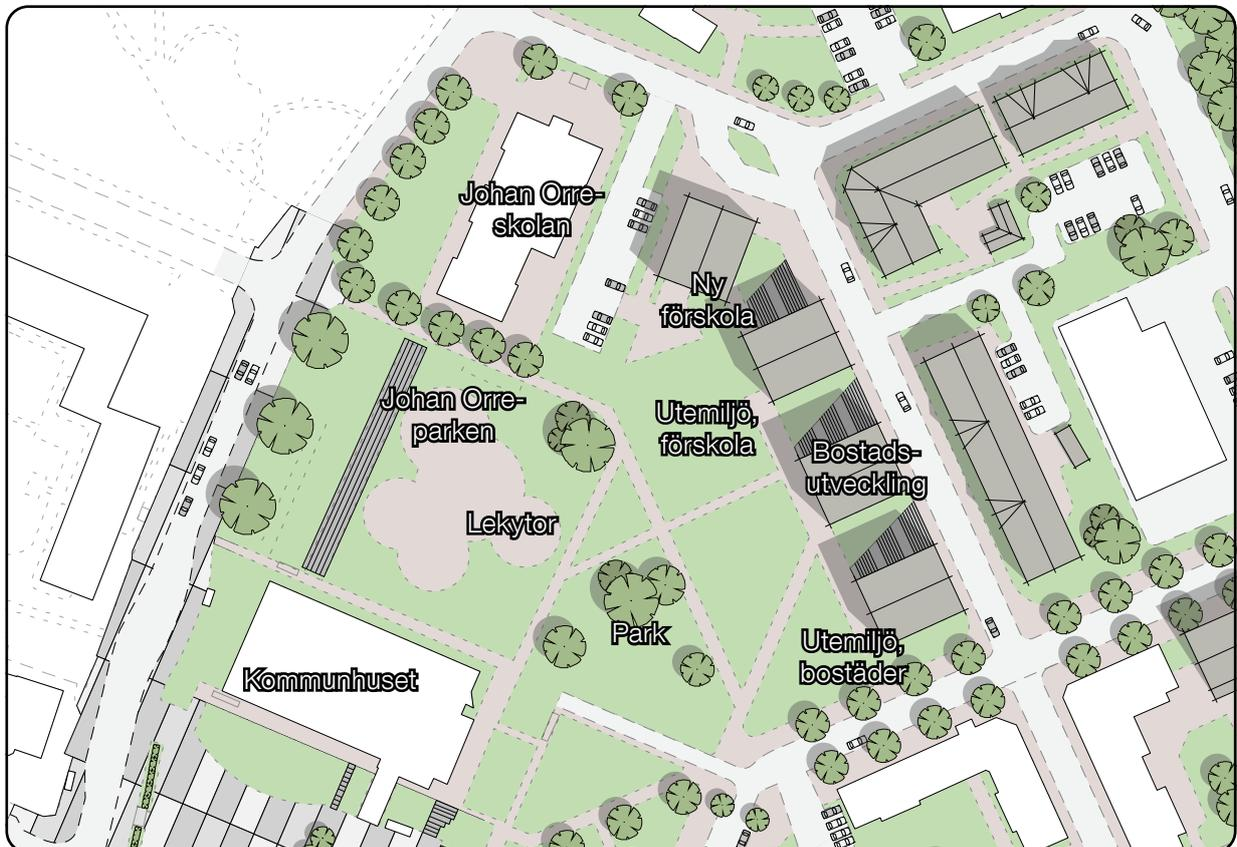 Johan Orre-
skolan
Ny
förskola
Johan Orre-
parken
Utemiljö,
förskola
Bostads-
utveckling
Lekytor
Park
Utemiljö,
bostäder
Kommunhuset